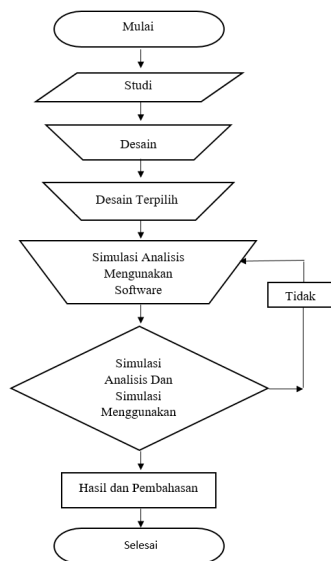 Mulai
Studi
Desain
Desain Terpilih
Simulasi Analisis
Mengunakan
Software
Tidak
Simulasi
Analisis Dan
Simulasi
Menggunakan
Hasil dan Pembahasan
Selesai